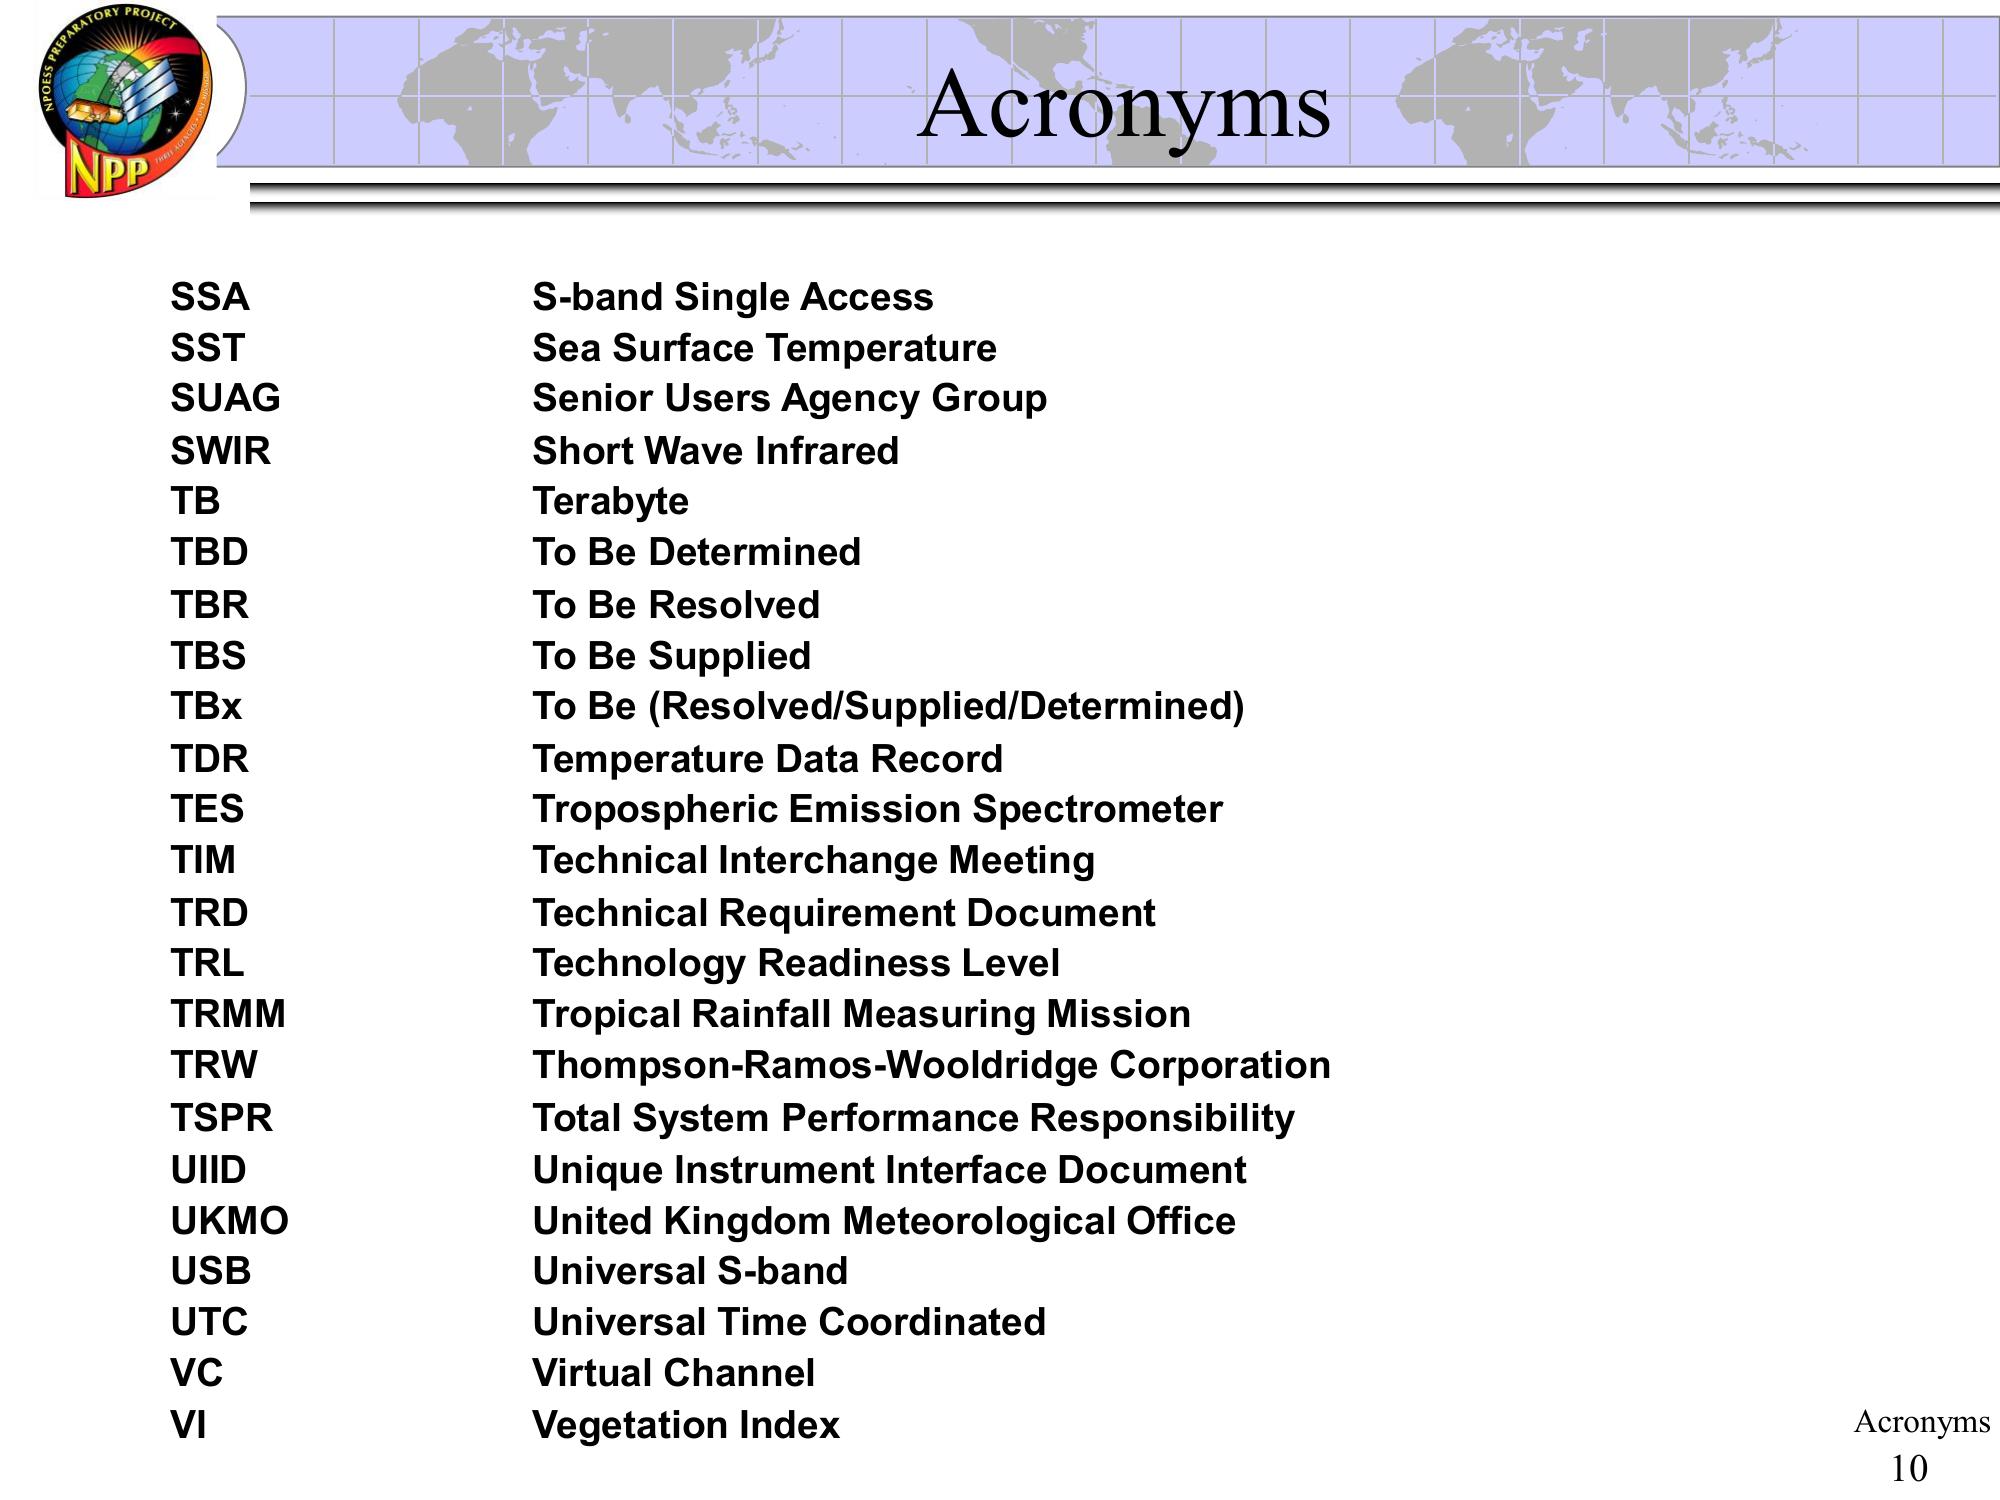 NPOESS PREPARATORY PROJECT
NPP
Acronyms
SSA S-band Single Access
SST Sea Surface Temperature
SUAG Senior Users Agency Group
SWIR Short Wave Infrared
TB Terabyte
TBD To Be Determined
TBR To Be Resolved
TBS To Be Supplied
TBx To Be (Resolved/Supplied/Determined)
TDR Temperature Data Record
TES Tropospheric Emission Spectrometer
TIM Technical Interchange Meeting
TRD Technical Requirement Document
TRL Technology Readiness Level
TRMM Tropical Rainfall Measuring Mission
TRW Thompson-Ramos-Wooldridge Corporation
TSPR Total System Performance Responsibility
UIID Unique Instrument Interface Document
UKMO United Kingdom Meteorological Office
USB Universal S-band
UTC Universal Time Coordinated
VC Virtual Channel
VI Vegetation Index
Acronyms
10